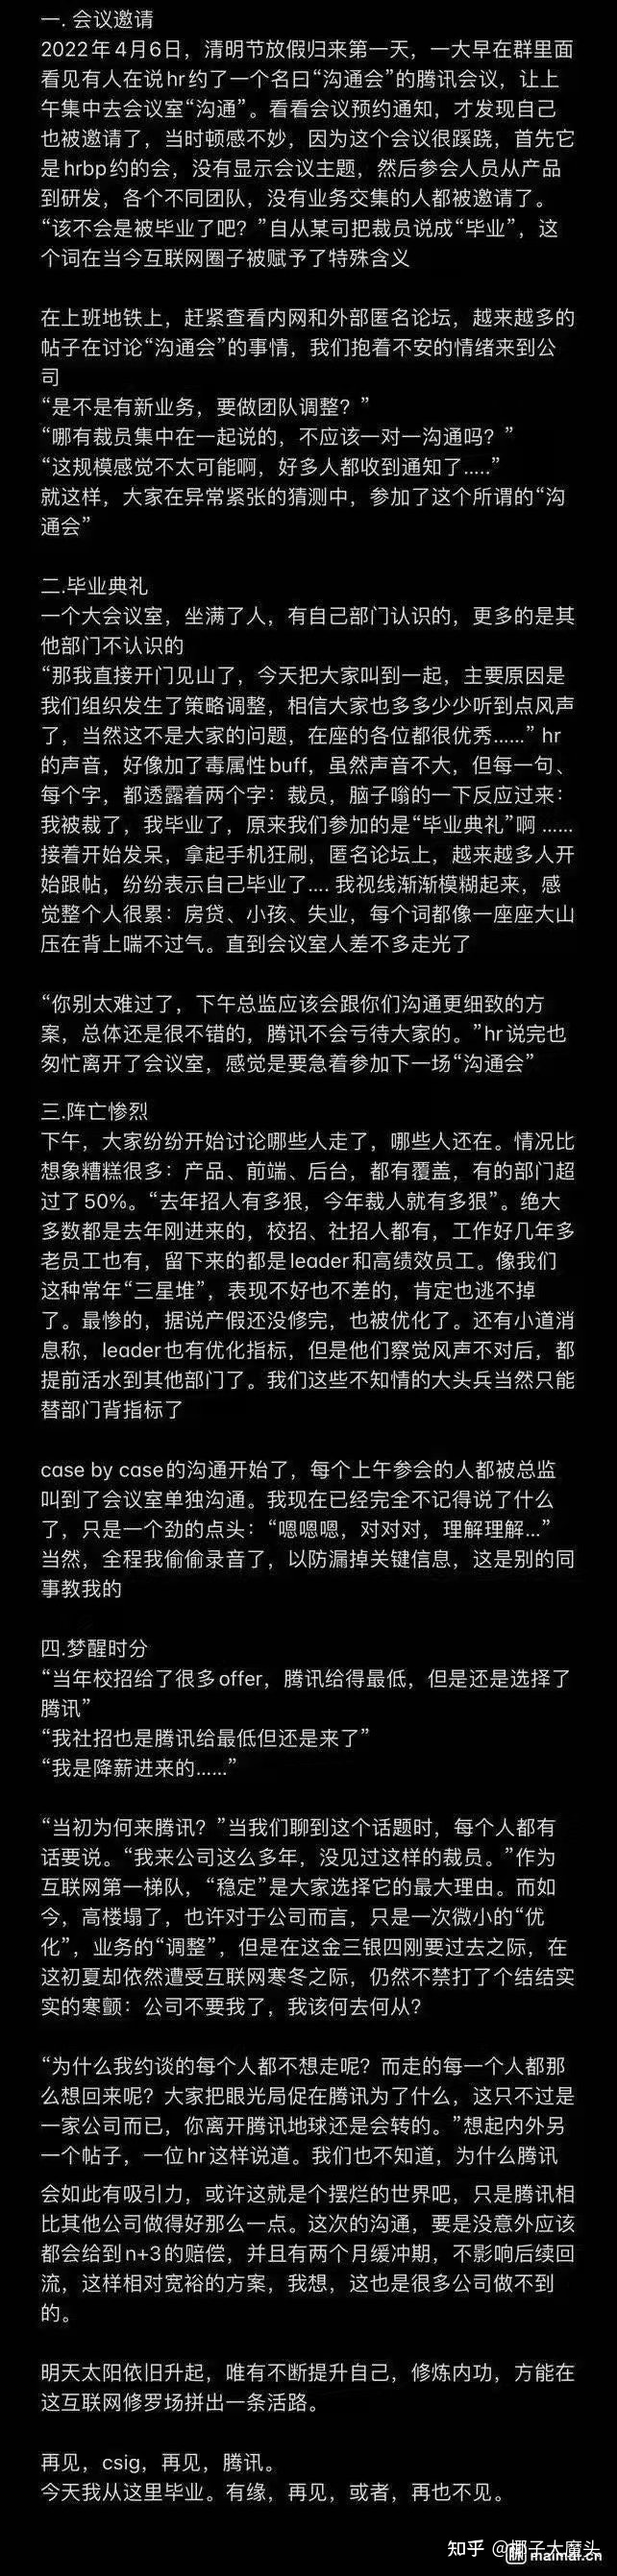 一. 会议邀请
2022年4月6日，清明节放假归来第一天，一大早在群里面
看见有人在说hr约了一个名曰“沟通会”的腾讯会议，让上
午集中去会议室“沟通”。看看会议预约通知，才发现自己
也被邀请了，当时顿感不妙，因为这个会议很蹊跷，首先它
是hrbp约的会，没有显示会议主题，然后参会人员从产品
到研发，各个不同团队，没有业务交集的人都被邀请了。
“该不会是被毕业了吧？”自从某司把裁员说成“毕业”，这
个词在当今互联网圈子被赋予了特殊含义
在上班地铁上，赶紧查看内网和外部匿名论坛，越来越多的
帖子在讨论“沟通会”的事情，我们抱着不安的情绪来到公
司
“是不是有新业务，要做团队调整？”
“哪有裁员集中在一起说的，不应该一对一沟通吗？”
“这规模感觉不太可能啊，好多人都收到通知了.....”
就这样，大家在异常紧张的猜测中，参加了这个所谓的“沟
通会”
二.毕业典礼
一个大会议室，坐满了人，有自己部门认识的，更多的是其
他部门不认识的
“那我直接开门见山了，今天把大家叫到一起，主要原因是
我们组织发生了策略调整，相信大家也多多少少听到点风声
了，当然这不是大家的问题，在座的各位都很优秀……” hr
的声音，好像加了毒属性buff，虽然声音不大，但每一句、
每个字，都透露着两个字：裁员，脑子嗡的一下反应过来：
我被裁了，我毕业了，原来我们参加的是“毕业典礼”啊 ……
接着开始发呆，拿起手机狂刷，匿名论坛上，越来越多人开
始跟帖，纷纷表示自己毕业了.... 我视线渐渐模糊起来，感
觉整个人很累：房贷、小孩、失业，每个词都像一座座大山
压在背上喘不过气。直到会议室人差不多走光了
“你别太难过了，下午总监应该会跟你们沟通更细致的方
案，总体还是很不错的，腾讯不会亏待大家的。”hr说完也
匆忙离开了会议室，感觉是要急着参加下一场“沟通会”
三.阵亡惨烈
下午，大家纷纷开始讨论哪些人走了，哪些人还在。情况比
想象糟糕很多：产品、前端、后台，都有覆盖，有的部门超
过了50%。“去年招人有多狠，今年裁人就有多狠”。绝大
多数都是去年刚进来的，校招、社招人都有，工作好几年多
老员工也有，留下来的都是leader和高绩效员工。像我们
这种常年“三星堆”，表现不好也不差的，肯定也逃不掉
了。最惨的，据说产假还没修完，也被优化了。还有小道消
息称，leader也有优化指标，但是他们察觉风声不对后，都
提前活水到其他部门了。我们这些不知情的大头兵当然只能
替部门背指标了
case by case的沟通开始了，每个上午参会的人都被总监
叫到了会议室单独沟通。我现在已经完全不记得说了什么
了，只是一个劲的点头：“嗯嗯嗯，对对对，理解理解...”
当然，全程我偷偷录音了，以防漏掉关键信息，这是别的同
事教我的
四.梦醒时分
“当年校招给了很多offer，腾讯给得最低，但是还是选择了
腾讯”
“我社招也是腾讯给最低但还是来了”
“我是降薪进来的……”
“当初为何来腾讯？”当我们聊到这个话题时，每个人都有
话要说。“我来公司这么多年，没见过这样的裁员。”作为
互联网第一梯队，“稳定”是大家选择它的最大理由。而如
今，高楼塌了，也许对于公司而言，只是一次微小的“优
化”，业务的“调整”，但是在这金三银四刚要过去之际，在
这初夏却依然遭受互联网寒冬之际，仍然不禁打了个结结实
实的寒颤：公司不要我了，我该何去何从？
“为什么我约谈的每个人都不想走呢？而走的每一个人都那
么想回来呢？大家把眼光局促在腾讯为了什么，这只不过是
一家公司而已，你离开腾讯地球还是会转的。”想起内外另
一个帖子，一位hr这样说道。我们也不知道，为什么腾讯
会如此有吸引力，或许这就是个摆烂的世界吧，只是腾讯相
比其他公司做得好那么一点。这次的沟通，要是没意外应该
都会给到n+3的赔偿，并且有两个月缓冲期，不影响后续回
流，这样相对宽裕的方案，我想，这也是很多公司做不到
的。
明天太阳依旧升起，唯有不断提升自己，修炼内功，方能在
这互联网修罗场拼出一条活路。
再见，csig，再见，腾讯。
今天我从这里毕业。有缘，再见，或者，再也不见。
知乎 @椰子大魔头
maimai.cn